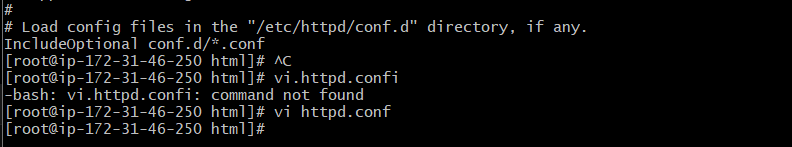 #
# Load config files in the "/etc/httpd/conf.d" directory, if any.
IncludeOptional conf.d/*.conf
[root@ip-172-31-46-250 html]# ^C
[root@ip-172-31-46-250 html]# vi.httpd.confi
-bash: vi.httpd.confi: command not found
[root@ip-172-31-46-250 html]# vi httpd.conf
[root@ip-172-31-46-250 html]#